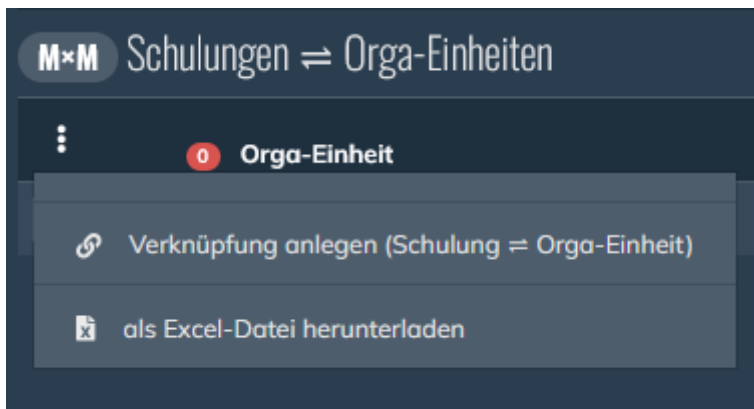 M×M Schulungen ⇌ Orga-Einheiten
0 Orga-Einheit
Verknüpfung anlegen (Schulung ⇌ Orga-Einheit)
als Excel-Datei herunterladen